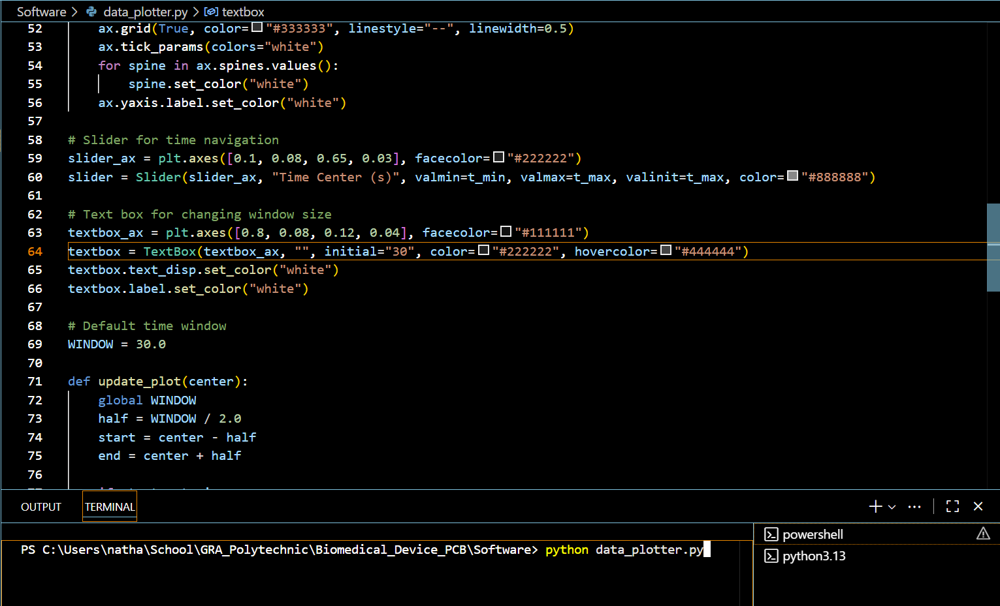 Software > data_plotter.py > textbox
52 ax.grid(True, color="#333333", linestyle="--", linewidth=0.5)
53 ax.tick_params(colors="white")
54 for spine in ax.spines.values():
55 spine.set_color("white")
56 ax.yaxis.label.set_color("white")
57
58 # Slider for time navigation
59 slider_ax = plt.axes([0.1, 0.08, 0.65, 0.03], facecolor="#222222")
60 slider = Slider(slider_ax, "Time Center (s)", valmin=t_min, valmax=t_max, valinit=t_max, color="#888888")
61
62 # Text box for changing window size
63 textbox_ax = plt.axes([0.8, 0.08, 0.12, 0.04], facecolor="#111111")
64 textbox = TextBox(textbox_ax, "", initial="30", color="#222222", hovercolor="#444444")
65 textbox.text_disp.set_color("white")
66 textbox.label.set_color("white")
67
68 # Default time window
69 WINDOW = 30.0
70
71 def update_plot(center):
72 global WINDOW
73 half = WINDOW / 2.0
74 start = center - half
75 end = center + half
76
OUTPUT TERMINAL
PS C:\Users\natha\School\GRA_Polytechnic\Biomedical_Device_PCB\Software> python data_plotter.py
powershell
python3.13